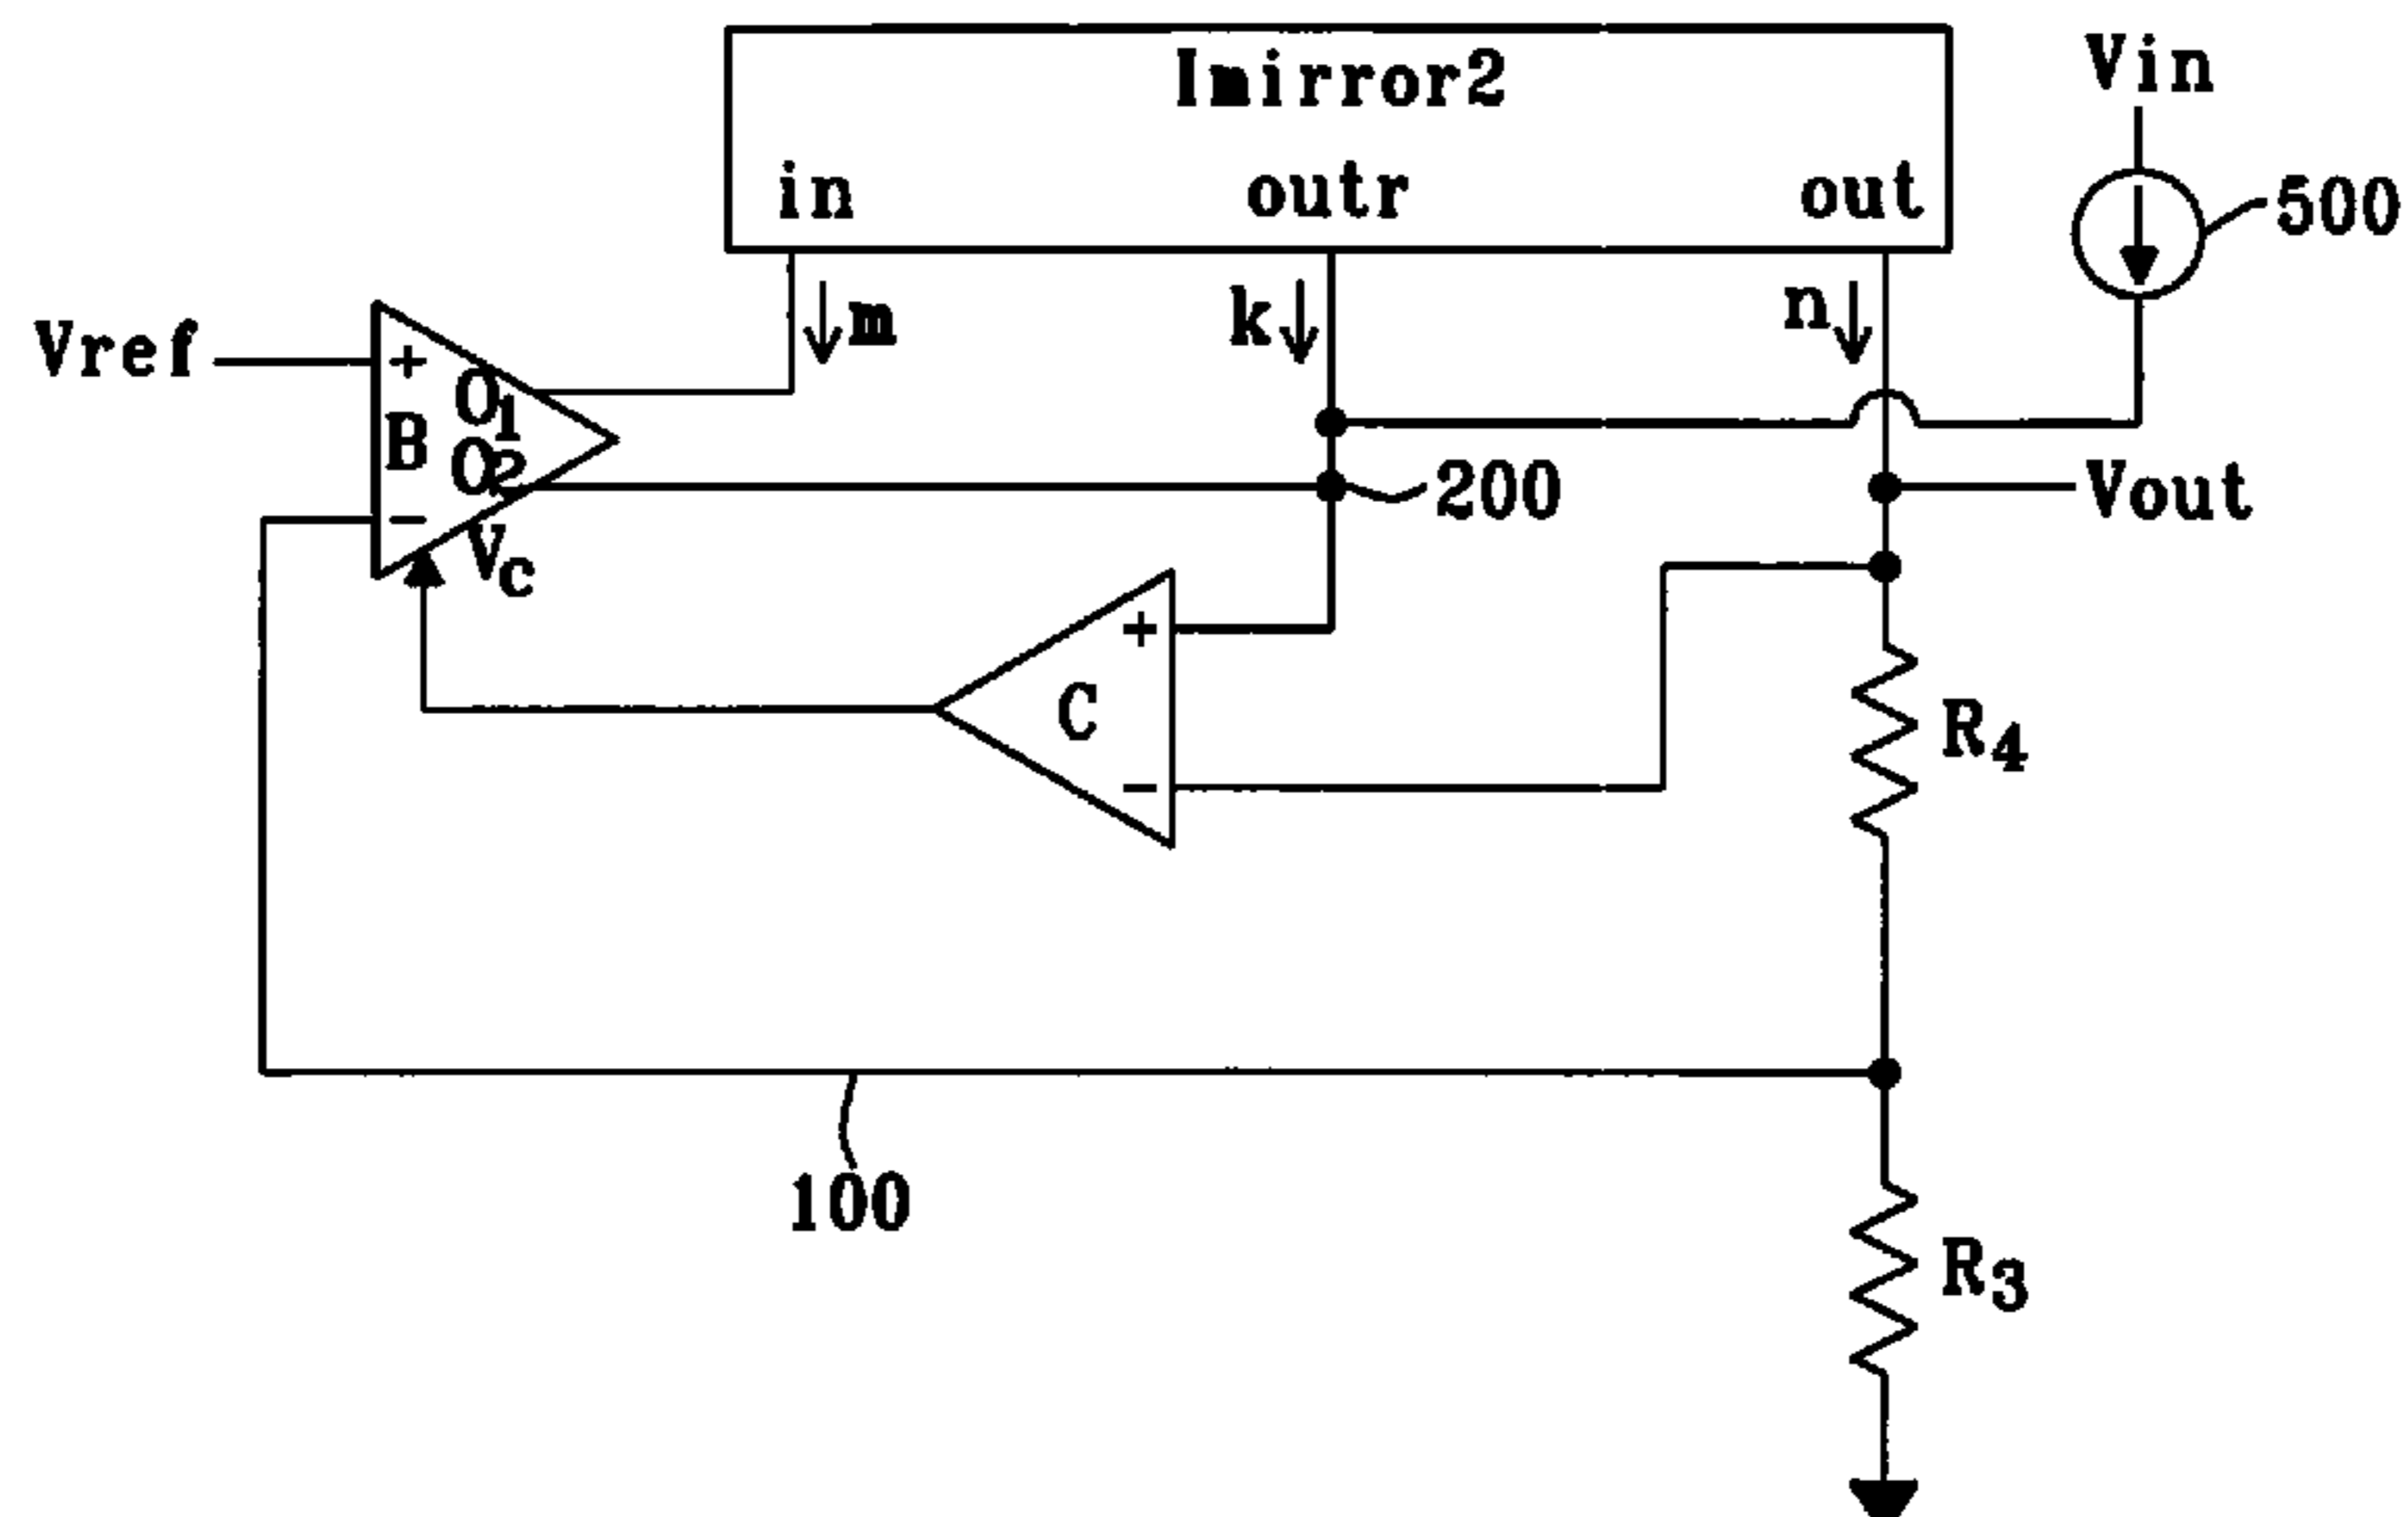 Imirror2
Vin
in outr out
500
m
k
n
Vref
+
O1
B
O2
−
Vc
200
Vout
+
C
−
R4
100
R3